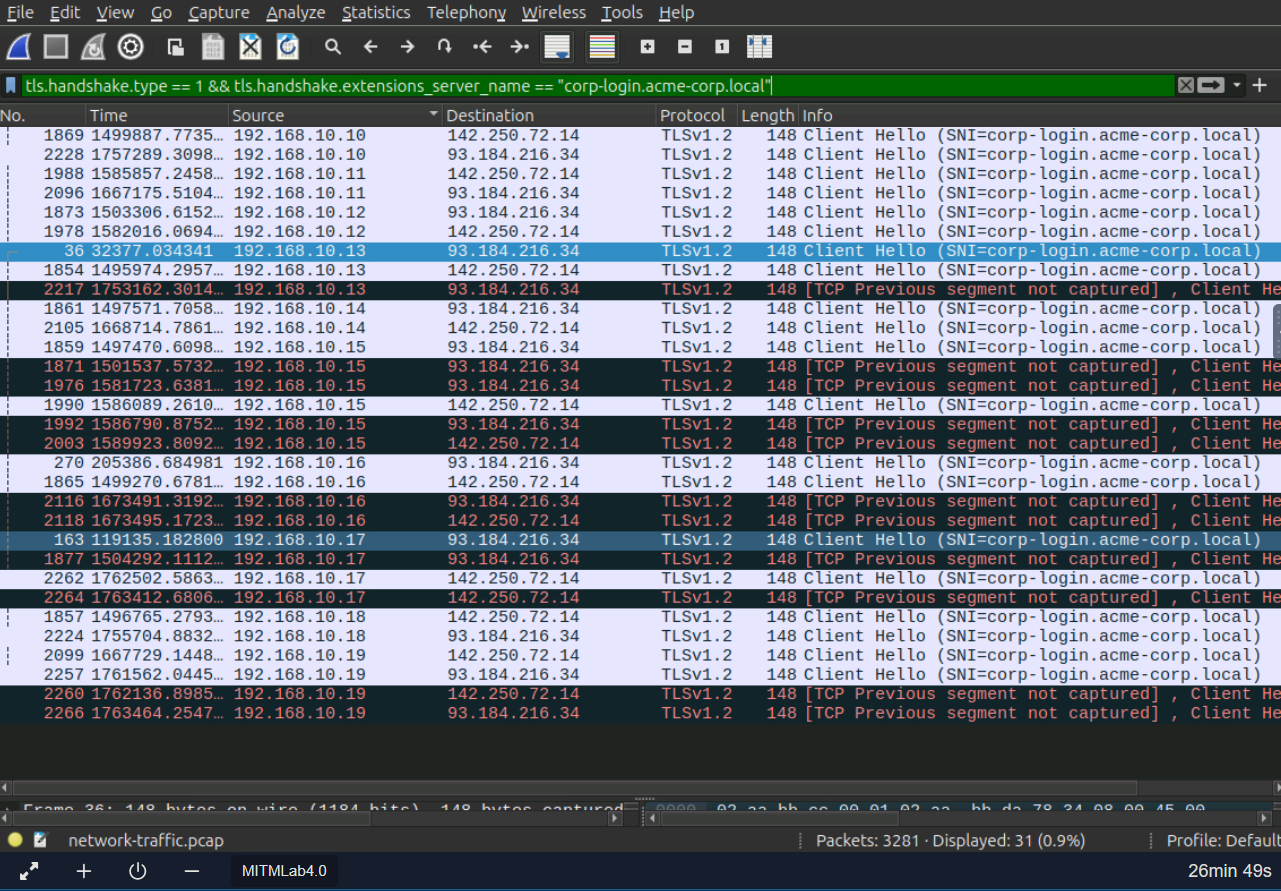 File Edit View Go Capture Analyze Statistics Telephony Wireless Tools Help
tls.handshake.type == 1 && tls.handshake.extensions_server_name == "corp-login.acme-corp.local"
No. Time Source Destination Protocol Length Info
1869 1499887.7735… 192.168.10.10 142.250.72.14 TLSv1.2 148 Client Hello (SNI=corp-login.acme-corp.local)
2228 1757289.3098… 192.168.10.10 93.184.216.34 TLSv1.2 148 Client Hello (SNI=corp-login.acme-corp.local)
1988 1585857.2458… 192.168.10.11 142.250.72.14 TLSv1.2 148 Client Hello (SNI=corp-login.acme-corp.local)
2096 1667175.5104… 192.168.10.11 93.184.216.34 TLSv1.2 148 Client Hello (SNI=corp-login.acme-corp.local)
1873 1503306.6152… 192.168.10.12 93.184.216.34 TLSv1.2 148 Client Hello (SNI=corp-login.acme-corp.local)
1978 1582016.0694… 192.168.10.12 142.250.72.14 TLSv1.2 148 Client Hello (SNI=corp-login.acme-corp.local)
36 32377.034341 192.168.10.13 93.184.216.34 TLSv1.2 148 Client Hello (SNI=corp-login.acme-corp.local)
1854 1495974.2957… 192.168.10.13 142.250.72.14 TLSv1.2 148 Client Hello (SNI=corp-login.acme-corp.local)
2217 1753162.3014… 192.168.10.13 93.184.216.34 TLSv1.2 148 [TCP Previous segment not captured] , Client He
1861 1497571.7058… 192.168.10.14 93.184.216.34 TLSv1.2 148 Client Hello (SNI=corp-login.acme-corp.local)
2105 1668714.7861… 192.168.10.14 142.250.72.14 TLSv1.2 148 Client Hello (SNI=corp-login.acme-corp.local)
1859 1497470.6098… 192.168.10.15 142.250.72.14 TLSv1.2 148 Client Hello (SNI=corp-login.acme-corp.local)
1871 1501537.5732… 192.168.10.15 93.184.216.34 TLSv1.2 148 [TCP Previous segment not captured] , Client He
1976 1581723.6381… 192.168.10.15 93.184.216.34 TLSv1.2 148 [TCP Previous segment not captured] , Client He
1990 1586089.2610… 192.168.10.15 142.250.72.14 TLSv1.2 148 Client Hello (SNI=corp-login.acme-corp.local)
1992 1586790.8752… 192.168.10.15 93.184.216.34 TLSv1.2 148 [TCP Previous segment not captured] , Client He
2003 1589923.8092… 192.168.10.15 142.250.72.14 TLSv1.2 148 [TCP Previous segment not captured] , Client He
270 205386.684981 192.168.10.16 93.184.216.34 TLSv1.2 148 Client Hello (SNI=corp-login.acme-corp.local)
1865 1499270.6781… 192.168.10.16 142.250.72.14 TLSv1.2 148 Client Hello (SNI=corp-login.acme-corp.local)
2116 1673491.3192… 192.168.10.16 93.184.216.34 TLSv1.2 148 [TCP Previous segment not captured] , Client He
2118 1673495.1723… 192.168.10.16 142.250.72.14 TLSv1.2 148 [TCP Previous segment not captured] , Client He
163 119135.182800 192.168.10.17 93.184.216.34 TLSv1.2 148 Client Hello (SNI=corp-login.acme-corp.local)
1877 1504292.1112… 192.168.10.17 93.184.216.34 TLSv1.2 148 [TCP Previous segment not captured] , Client He
2262 1762502.5863… 192.168.10.17 142.250.72.14 TLSv1.2 148 Client Hello (SNI=corp-login.acme-corp.local)
2264 1763412.6806… 192.168.10.17 93.184.216.34 TLSv1.2 148 [TCP Previous segment not captured] , Client He
1857 1496765.2793… 192.168.10.18 142.250.72.14 TLSv1.2 148 Client Hello (SNI=corp-login.acme-corp.local)
2224 1755704.8832… 192.168.10.18 93.184.216.34 TLSv1.2 148 Client Hello (SNI=corp-login.acme-corp.local)
2099 1667729.1448… 192.168.10.19 142.250.72.14 TLSv1.2 148 Client Hello (SNI=corp-login.acme-corp.local)
2257 1761562.0445… 192.168.10.19 93.184.216.34 TLSv1.2 148 Client Hello (SNI=corp-login.acme-corp.local)
2260 1762136.8985… 192.168.10.19 142.250.72.14 TLSv1.2 148 [TCP Previous segment not captured] , Client He
2266 1763464.2547… 192.168.10.19 93.184.216.34 TLSv1.2 148 [TCP Previous segment not captured] , Client He
Frame 36: 148 bytes on wire (1184 bits), 148 bytes captured
network-traffic.pcap Packets: 3281 · Displayed: 31 (0.9%) Profile: Default
MITMLab4.0 26min 49s